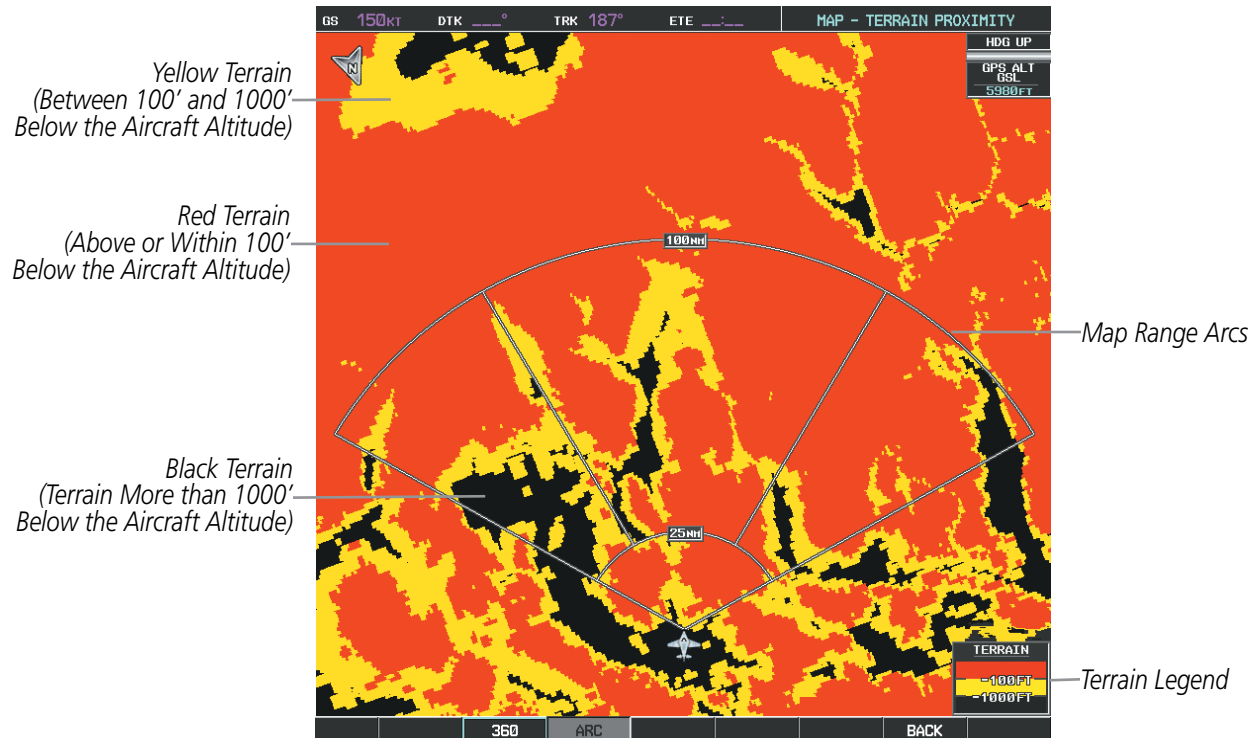 GS 150KT DTK ___° TRK 187° ETE __:__ MAP – TERRAIN PROXIMITY
HDG UP
GPS ALT
GSL
5980FT
N
Yellow Terrain
(Between 100’ and 1000’
Below the Aircraft Altitude)
Red Terrain
(Above or Within 100’
Below the Aircraft Altitude)
100NM
Map Range Arcs
Black Terrain
(Terrain More than 1000’
Below the Aircraft Altitude)
25NM
TERRAIN
-100FT
-1000FT
Terrain Legend
360 ARC BACK